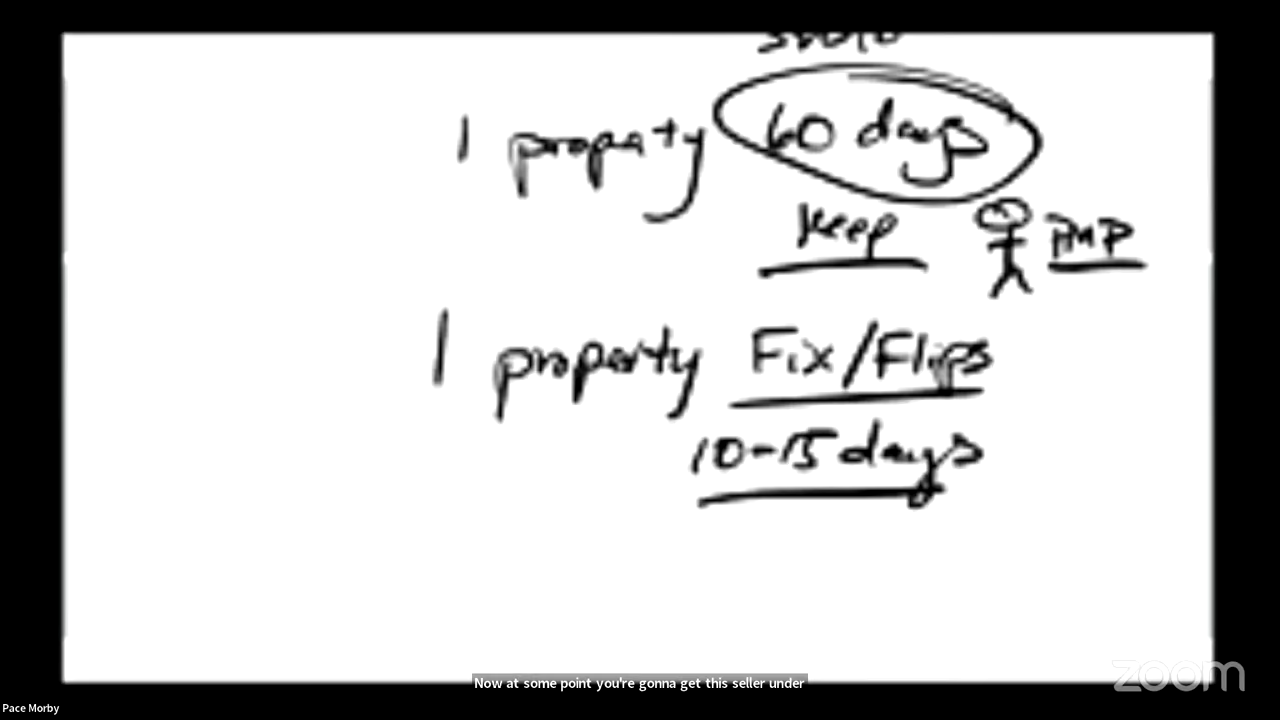 1 propaty 60 days
Keep
PMP
1 property Fix/Flips
10-15 days
Now at some point you're gonna get this seller under
zoom
Pace Morby